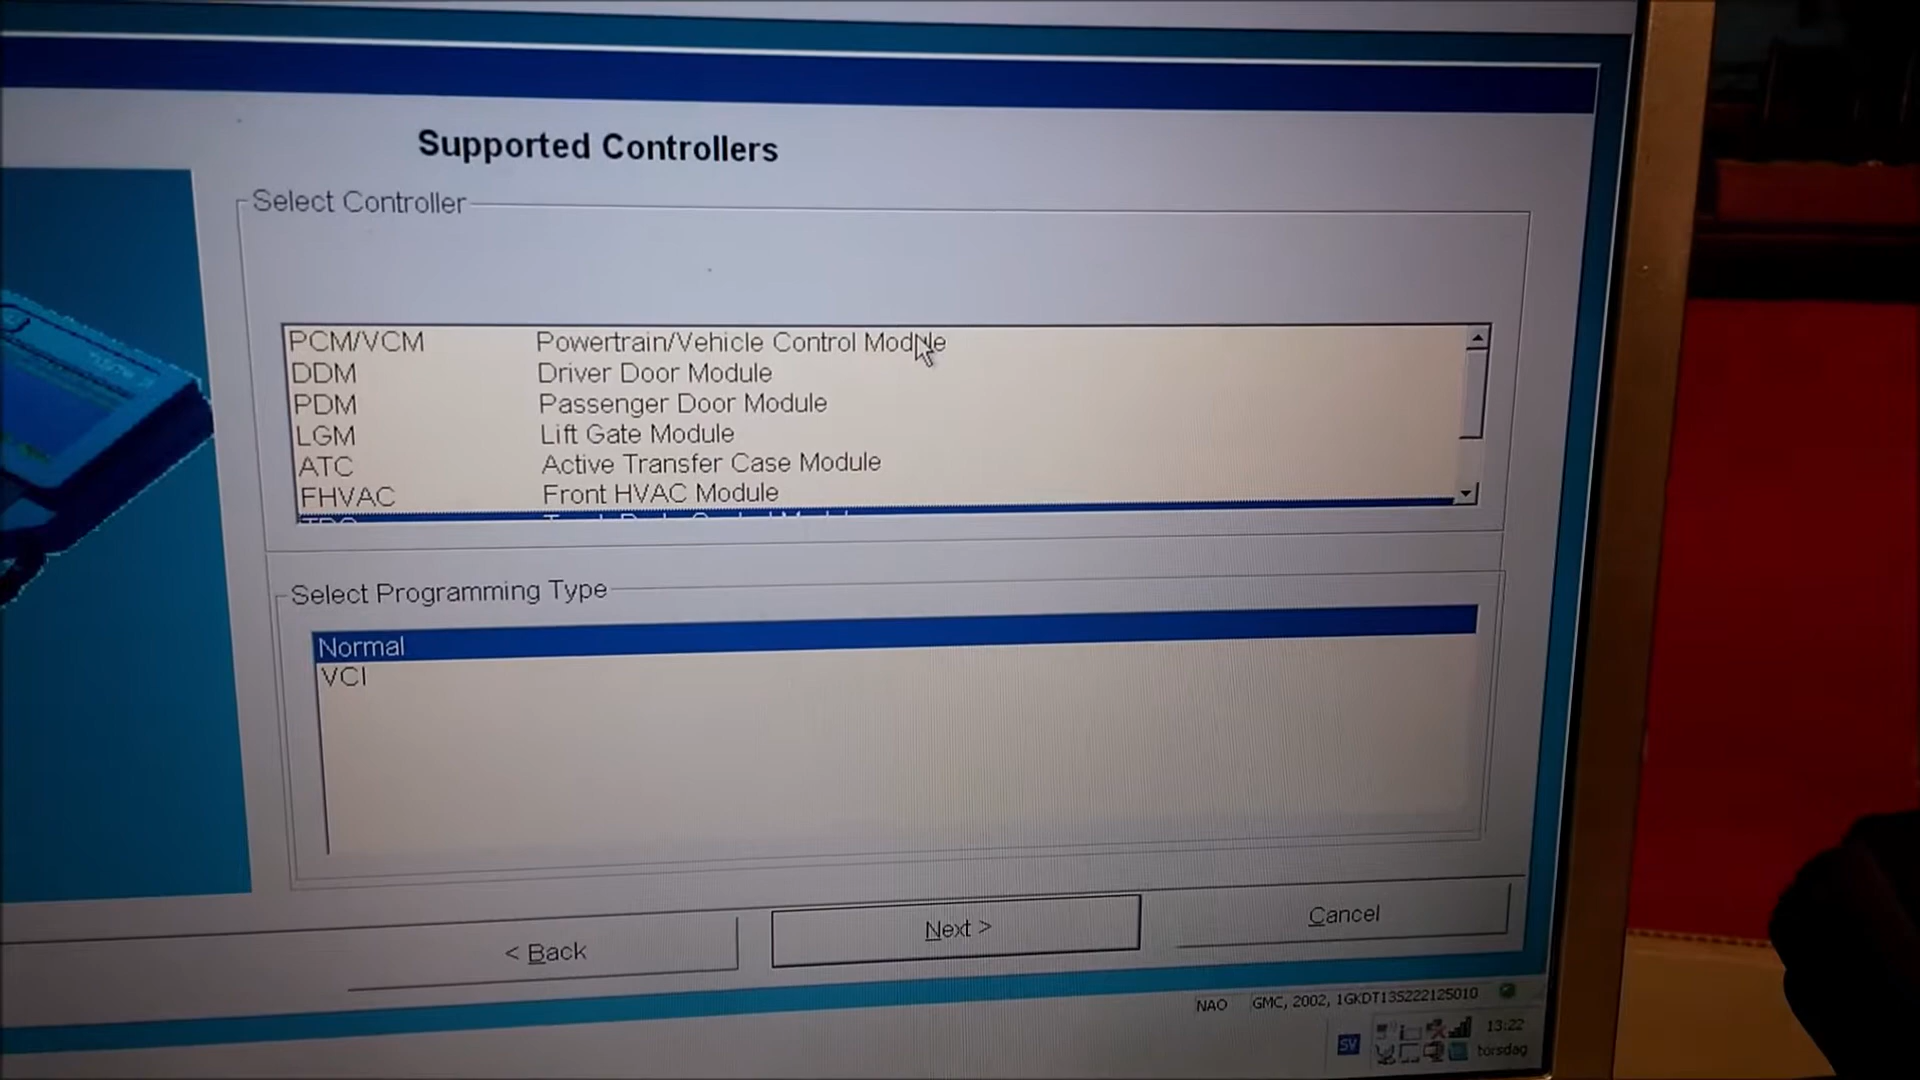 Supported Controllers
Select Controller
PCM/VCM Powertrain/Vehicle Control Module
DDM Driver Door Module
PDM Passenger Door Module
LGM Lift Gate Module
ATC Active Transfer Case Module
FHVAC Front HVAC Module
Select Programming Type
Normal
VCI
< Back
Next >
Cancel
NAO GMC, 2002, 1GKDT13S222125010
SV 13:22
torsdag